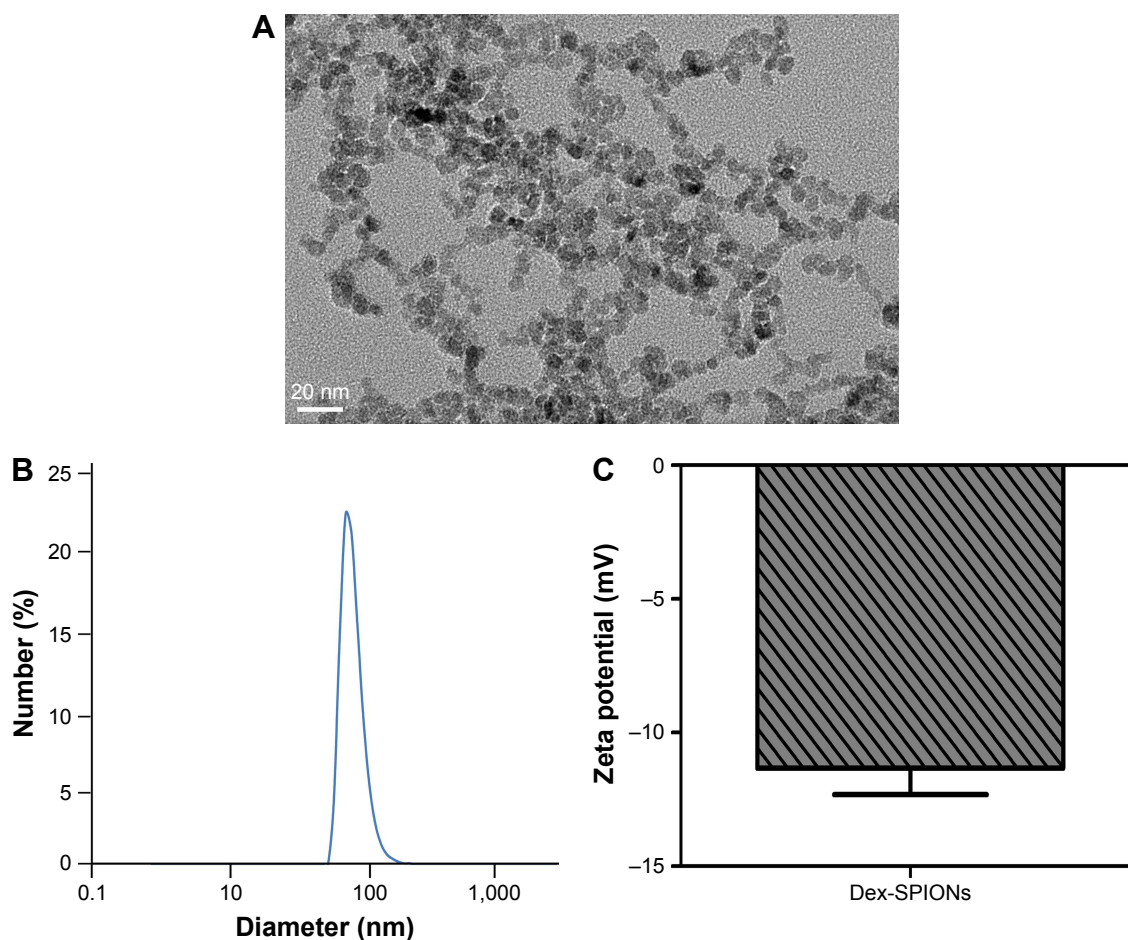 A
20 nm
B
25
20
15
10
5
0
Number (%)
0.1
10
100
1,000
Diameter (nm)
C
0
–5
–10
–15
Zeta potential (mV)
Dex-SPIONs